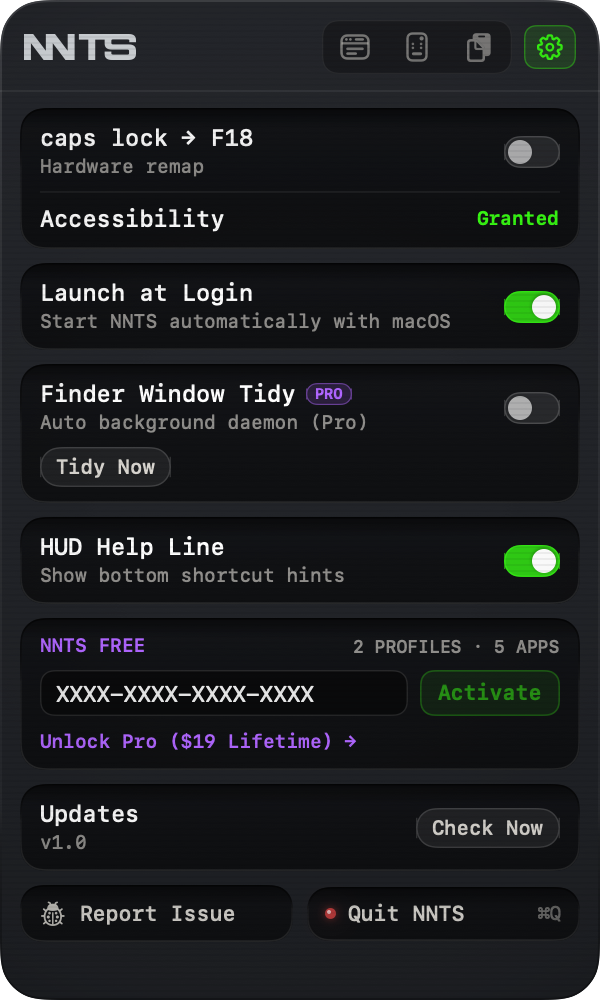 NNTS
caps lock → F18
Hardware remap
Accessibility Granted
Launch at Login
Start NNTS automatically with macOS
Finder Window Tidy PRO
Auto background daemon (Pro)
Tidy Now
HUD Help Line
Show bottom shortcut hints
NNTS FREE 2 PROFILES · 5 APPS
XXXX–XXXX–XXXX–XXXX Activate
Unlock Pro ($19 Lifetime) →
Updates
v1.0
Check Now
Report Issue Quit NNTS ⌘Q